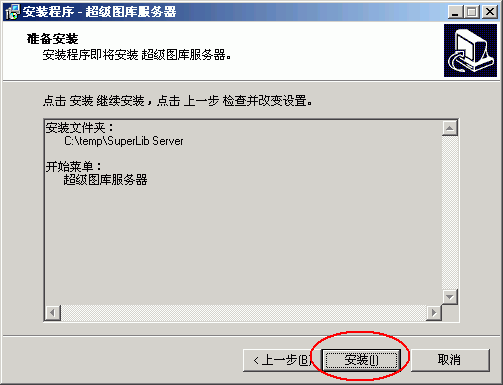 安装程序 - 超级图库服务器
准备安装
安装程序即将安装 超级图库服务器。
点击 安装 继续安装，点击 上一步 检查并改变设置。
安装文件夹：
C:\temp\SuperLib Server
开始菜单：
超级图库服务器
< 上一步(B)
安装(I)
取消